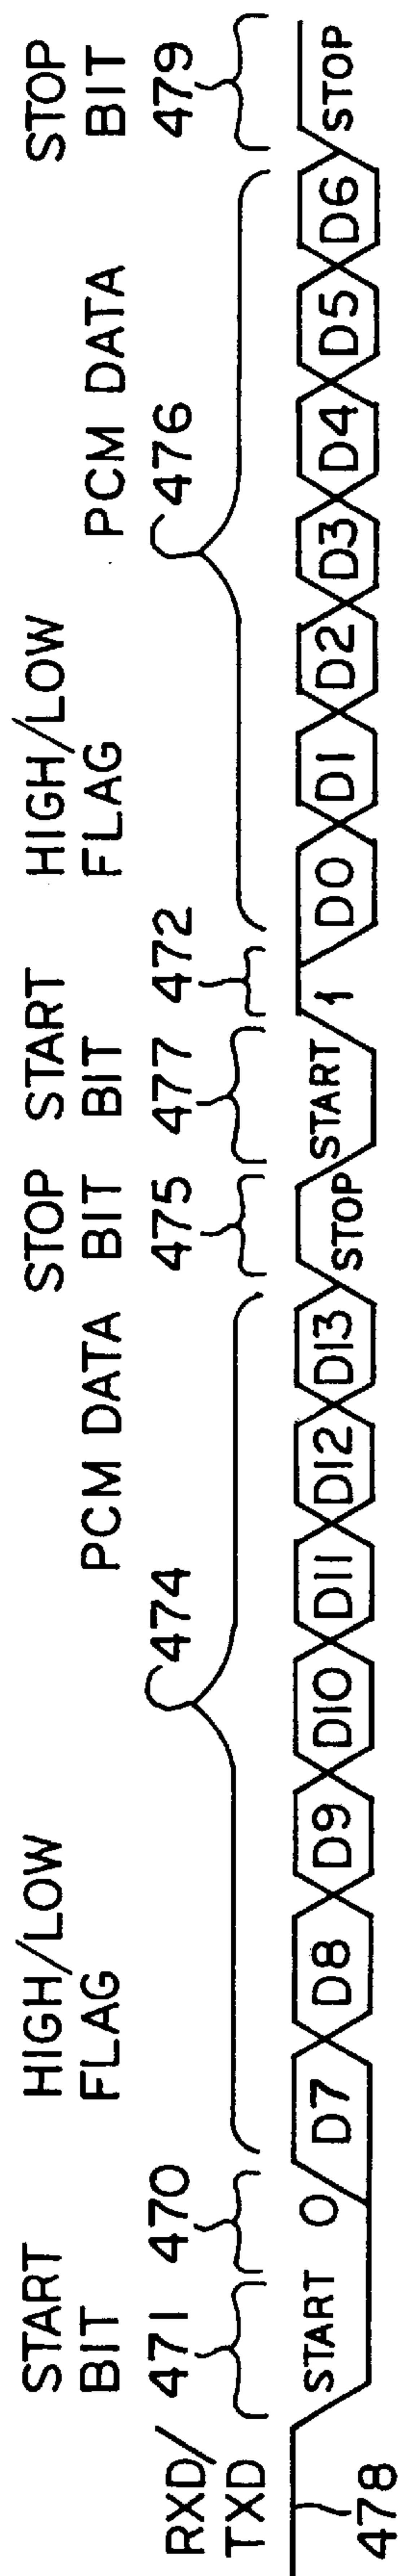 START BIT
HIGH/LOW FLAG
PCM DATA
STOP BIT
START BIT
HIGH/LOW FLAG
PCM DATA
STOP BIT
RXD/TXD
471
470
474
475
477
472
476
479
START
0
D7
D8
D9
D10
D11
D12
D13
STOP
START
1
D0
D1
D2
D3
D4
D5
D6
STOP
478